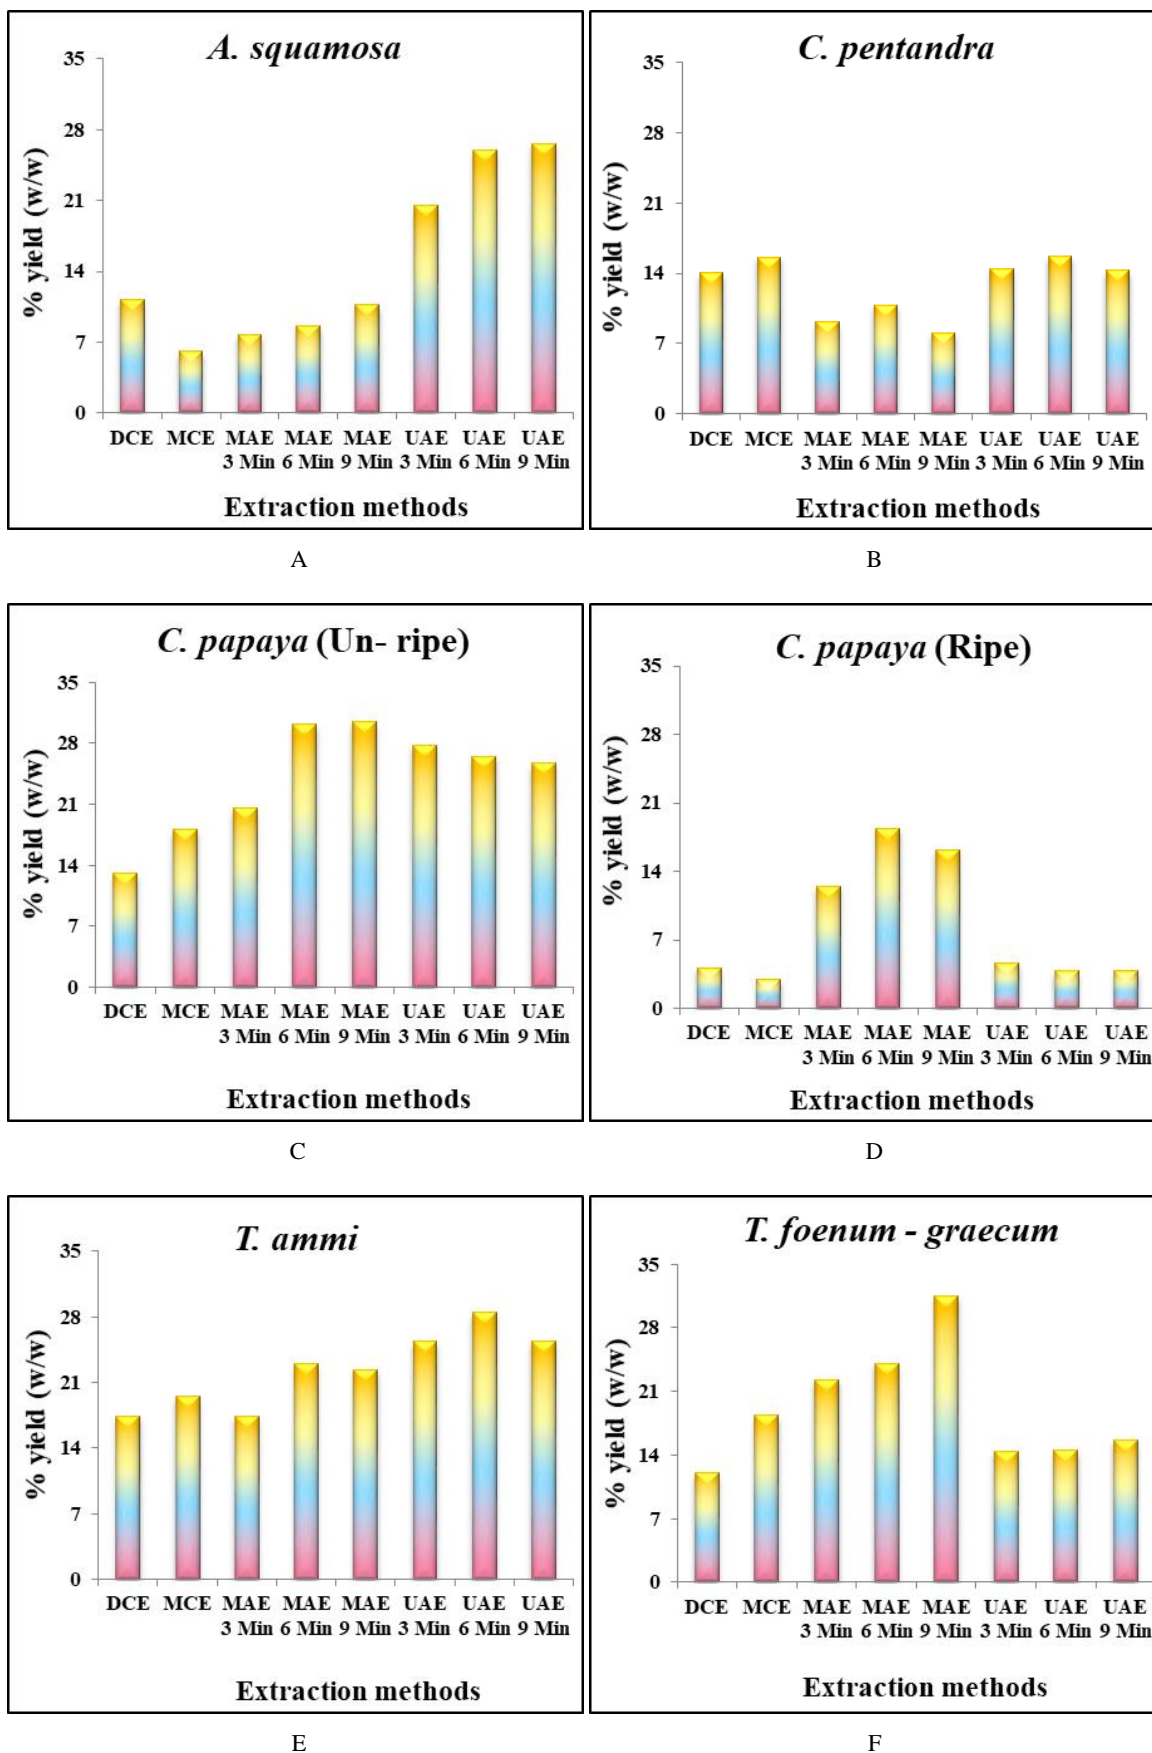 A. squamosa
% yield (w/w)
35
28
21
14
7
0
DCE MCE MAE MAE MAE UAE UAE UAE
3 Min 6 Min 9 Min 3 Min 6 Min 9 Min
Extraction methods
A
C. pentandra
% yield (w/w)
35
28
21
14
7
0
DCE MCE MAE MAE MAE UAE UAE UAE
3 Min 6 Min 9 Min 3 Min 6 Min 9 Min
Extraction methods
B
C. papaya (Un- ripe)
% yield (w/w)
35
28
21
14
7
0
DCE MCE MAE MAE MAE UAE UAE UAE
3 Min 6 Min 9 Min 3 Min 6 Min 9 Min
Extraction methods
C
C. papaya (Ripe)
% yield (w/w)
35
28
21
14
7
0
DCE MCE MAE MAE MAE UAE UAE UAE
3 Min 6 Min 9 Min 3 Min 6 Min 9 Min
Extraction methods
D
T. ammi
% yield (w/w)
35
28
21
14
7
0
DCE MCE MAE MAE MAE UAE UAE UAE
3 Min 6 Min 9 Min 3 Min 6 Min 9 Min
Extraction methods
E
T. foenum - graecum
% yield (w/w)
35
28
21
14
7
0
DCE MCE MAE MAE MAE UAE UAE UAE
3 Min 6 Min 9 Min 3 Min 6 Min 9 Min
Extraction methods
F